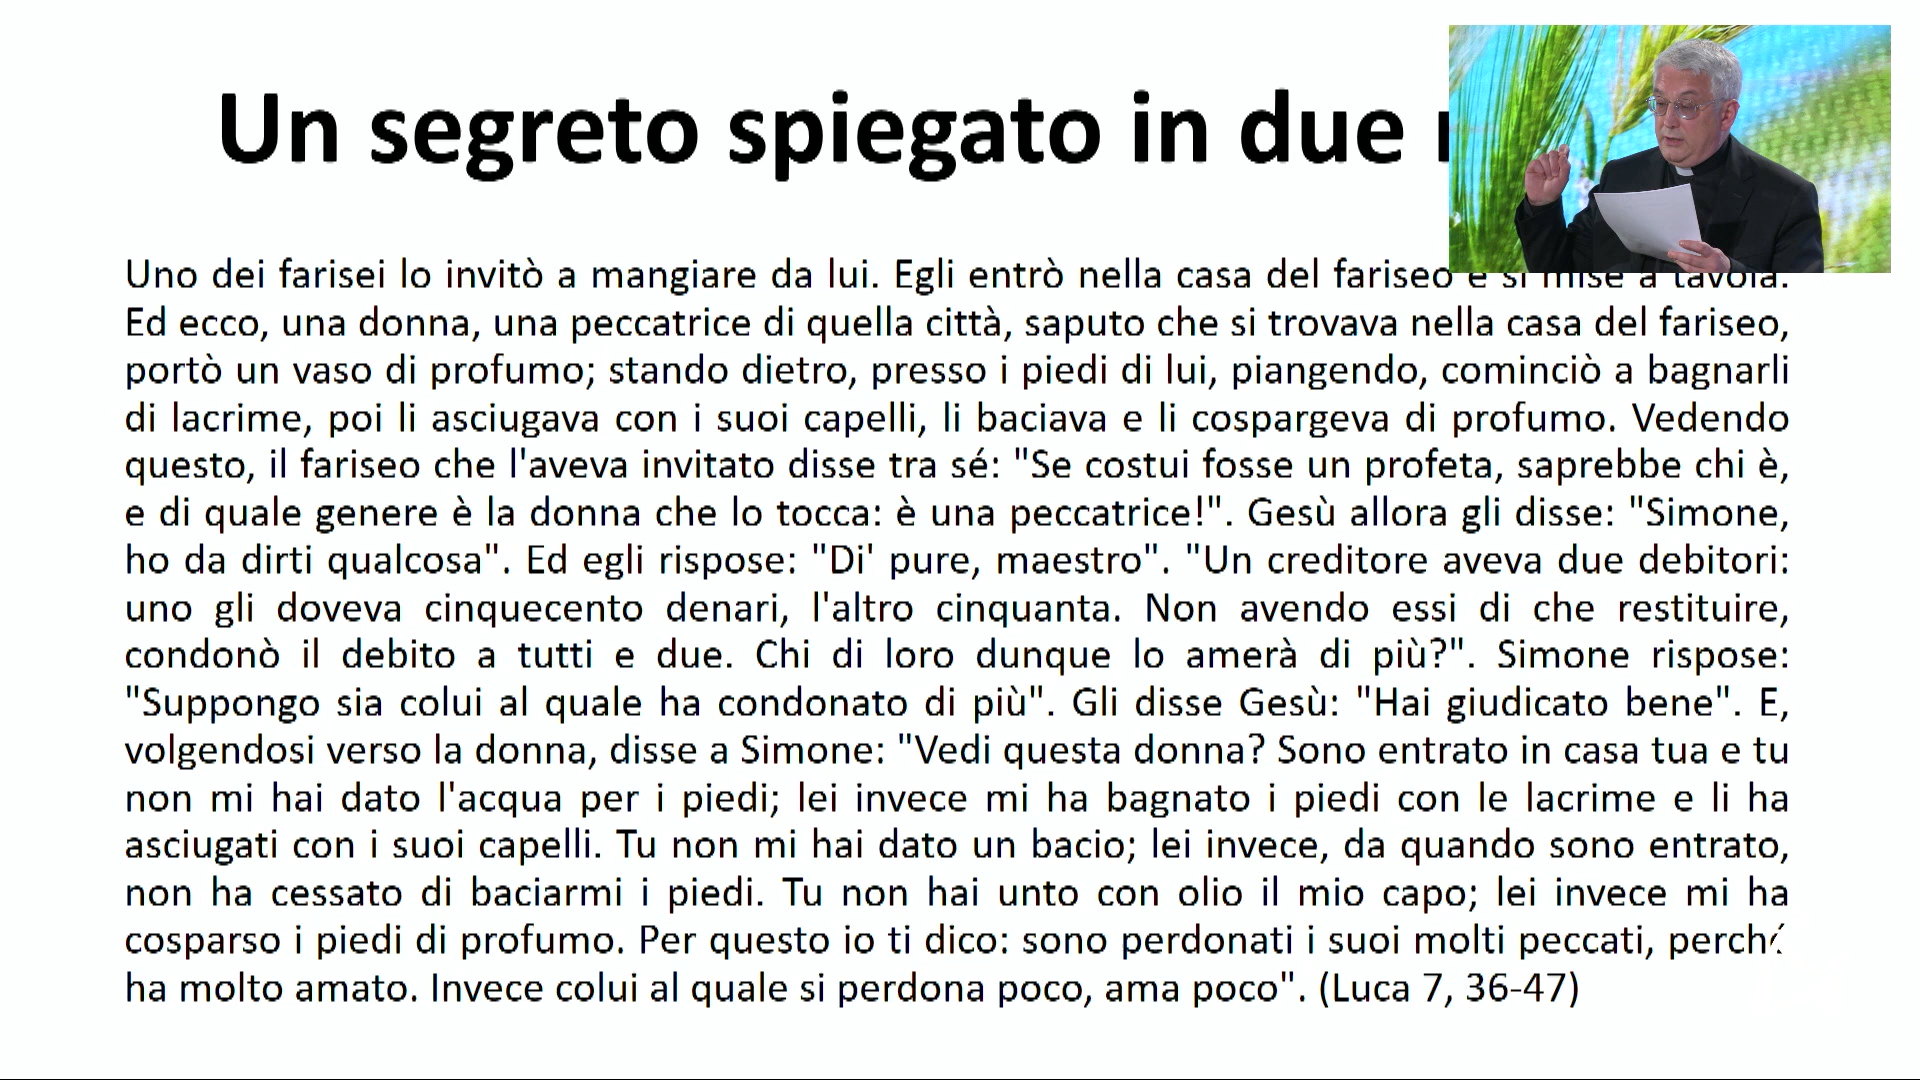 Un segreto spiegato in due
Uno dei farisei lo invitò a mangiare da lui. Egli entrò nella casa del fariseo e si mise a tavola.
Ed ecco, una donna, una peccatrice di quella città, saputo che si trovava nella casa del fariseo,
portò un vaso di profumo; stando dietro, presso i piedi di lui, piangendo, cominciò a bagnarli
di lacrime, poi li asciugava con i suoi capelli, li baciava e li cospargeva di profumo. Vedendo
questo, il fariseo che l'aveva invitato disse tra sé: "Se costui fosse un profeta, saprebbe chi è,
e di quale genere è la donna che lo tocca: è una peccatrice!". Gesù allora gli disse: "Simone,
ho da dirti qualcosa". Ed egli rispose: "Di' pure, maestro". "Un creditore aveva due debitori:
uno gli doveva cinquecento denari, l'altro cinquanta. Non avendo essi di che restituire,
condonò il debito a tutti e due. Chi di loro dunque lo amerà di più?". Simone rispose:
"Suppongo sia colui al quale ha condonato di più". Gli disse Gesù: "Hai giudicato bene". E,
volgendosi verso la donna, disse a Simone: "Vedi questa donna? Sono entrato in casa tua e tu
non mi hai dato l'acqua per i piedi; lei invece mi ha bagnato i piedi con le lacrime e li ha
asciugati con i suoi capelli. Tu non mi hai dato un bacio; lei invece, da quando sono entrato,
non ha cessato di baciarmi i piedi. Tu non hai unto con olio il mio capo; lei invece mi ha
cosparso i piedi di profumo. Per questo io ti dico: sono perdonati i suoi molti peccati, perché
ha molto amato. Invece colui al quale si perdona poco, ama poco". (Luca 7, 36-47)